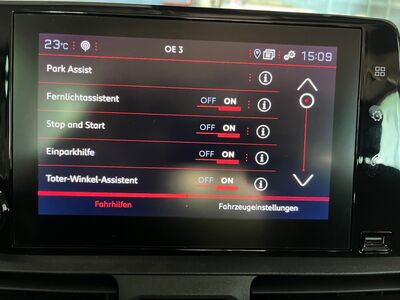 23°C OE 3 15:09
Park Assist
Fernlichtassistent OFF ON
Stop and Start OFF ON
Einparkhilfe OFF ON
Toter-Winkel-Assistent OFF ON
Fahrhilfen Fahrzeugeinstellungen